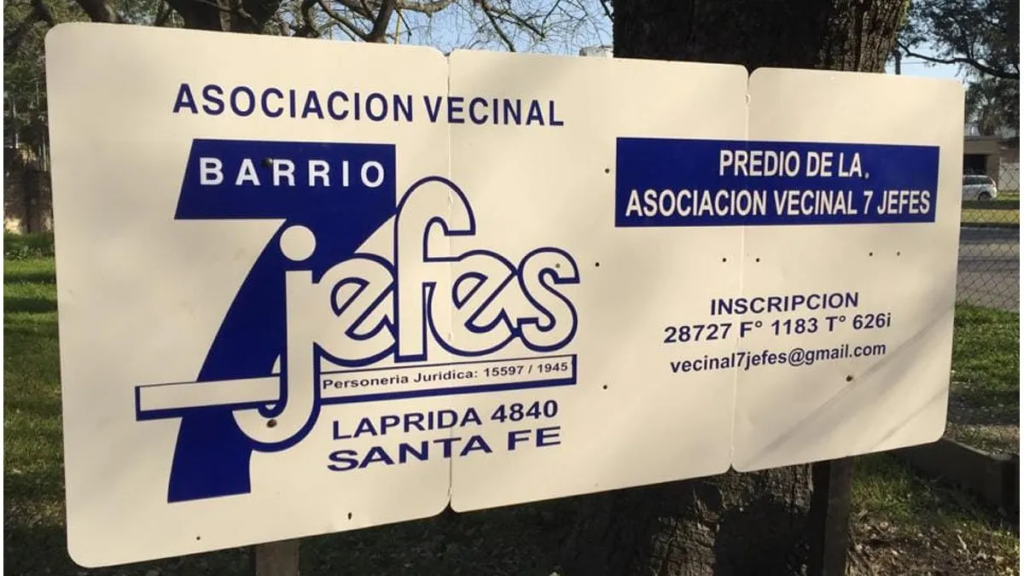 ASOCIACION VECINAL
BARRIO
7 jefes
Personeria Juridica: 15597 / 1945
LAPRIDA 4840
SANTA FE
PREDIO DE LA
ASOCIACION VECINAL 7 JEFES
INSCRIPCION
28727 F° 1183 T° 626i
vecinal7jefes@gmail.com